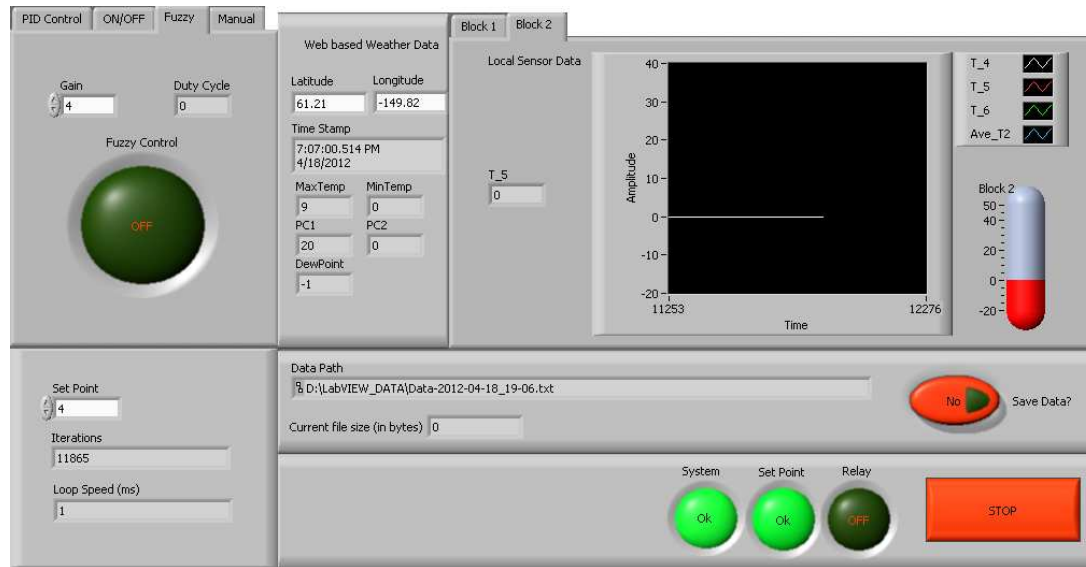 PID Control ON/OFF Fuzzy Manual
Gain Duty Cycle
4 0
Fuzzy Control
OFF
Web based Weather Data
Latitude Longitude
61.21 -149.82
Time Stamp
7:07:00.514 PM
4/18/2012
MaxTemp MinTemp
9 0
PC1 PC2
20 0
DewPoint
-1
Block 1 Block 2
Local Sensor Data
T_5
0
40
30
20
10
0
-10
-20
Amplitude
11253 12276
Time
T_4
T_5
T_6
Ave_T2
Block 2
50
40
20
0
-20
Set Point
4
Iterations
11865
Loop Speed (ms)
1
Data Path
D:\LabVIEW_DATA\Data-2012-04-18_19-06.txt
Current file size (in bytes) 0
No Save Data?
System Set Point Relay
Ok Ok OFF
STOP